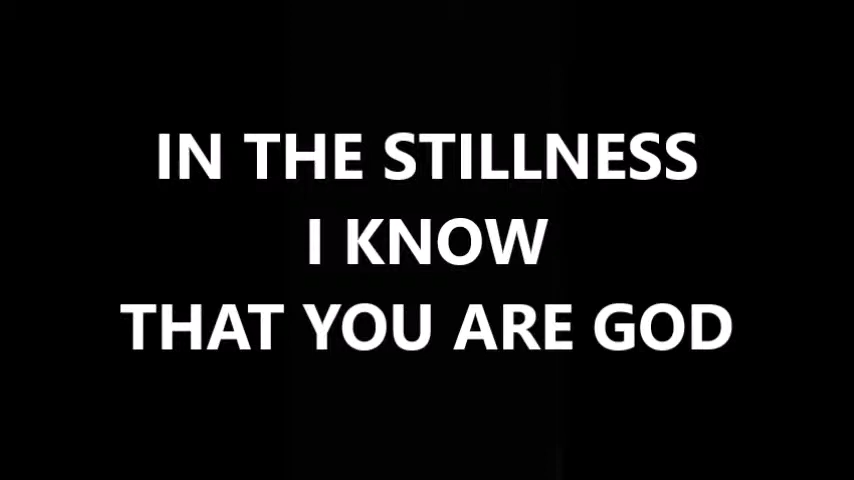 IN THE STILLNESS
I KNOW
THAT YOU ARE GOD